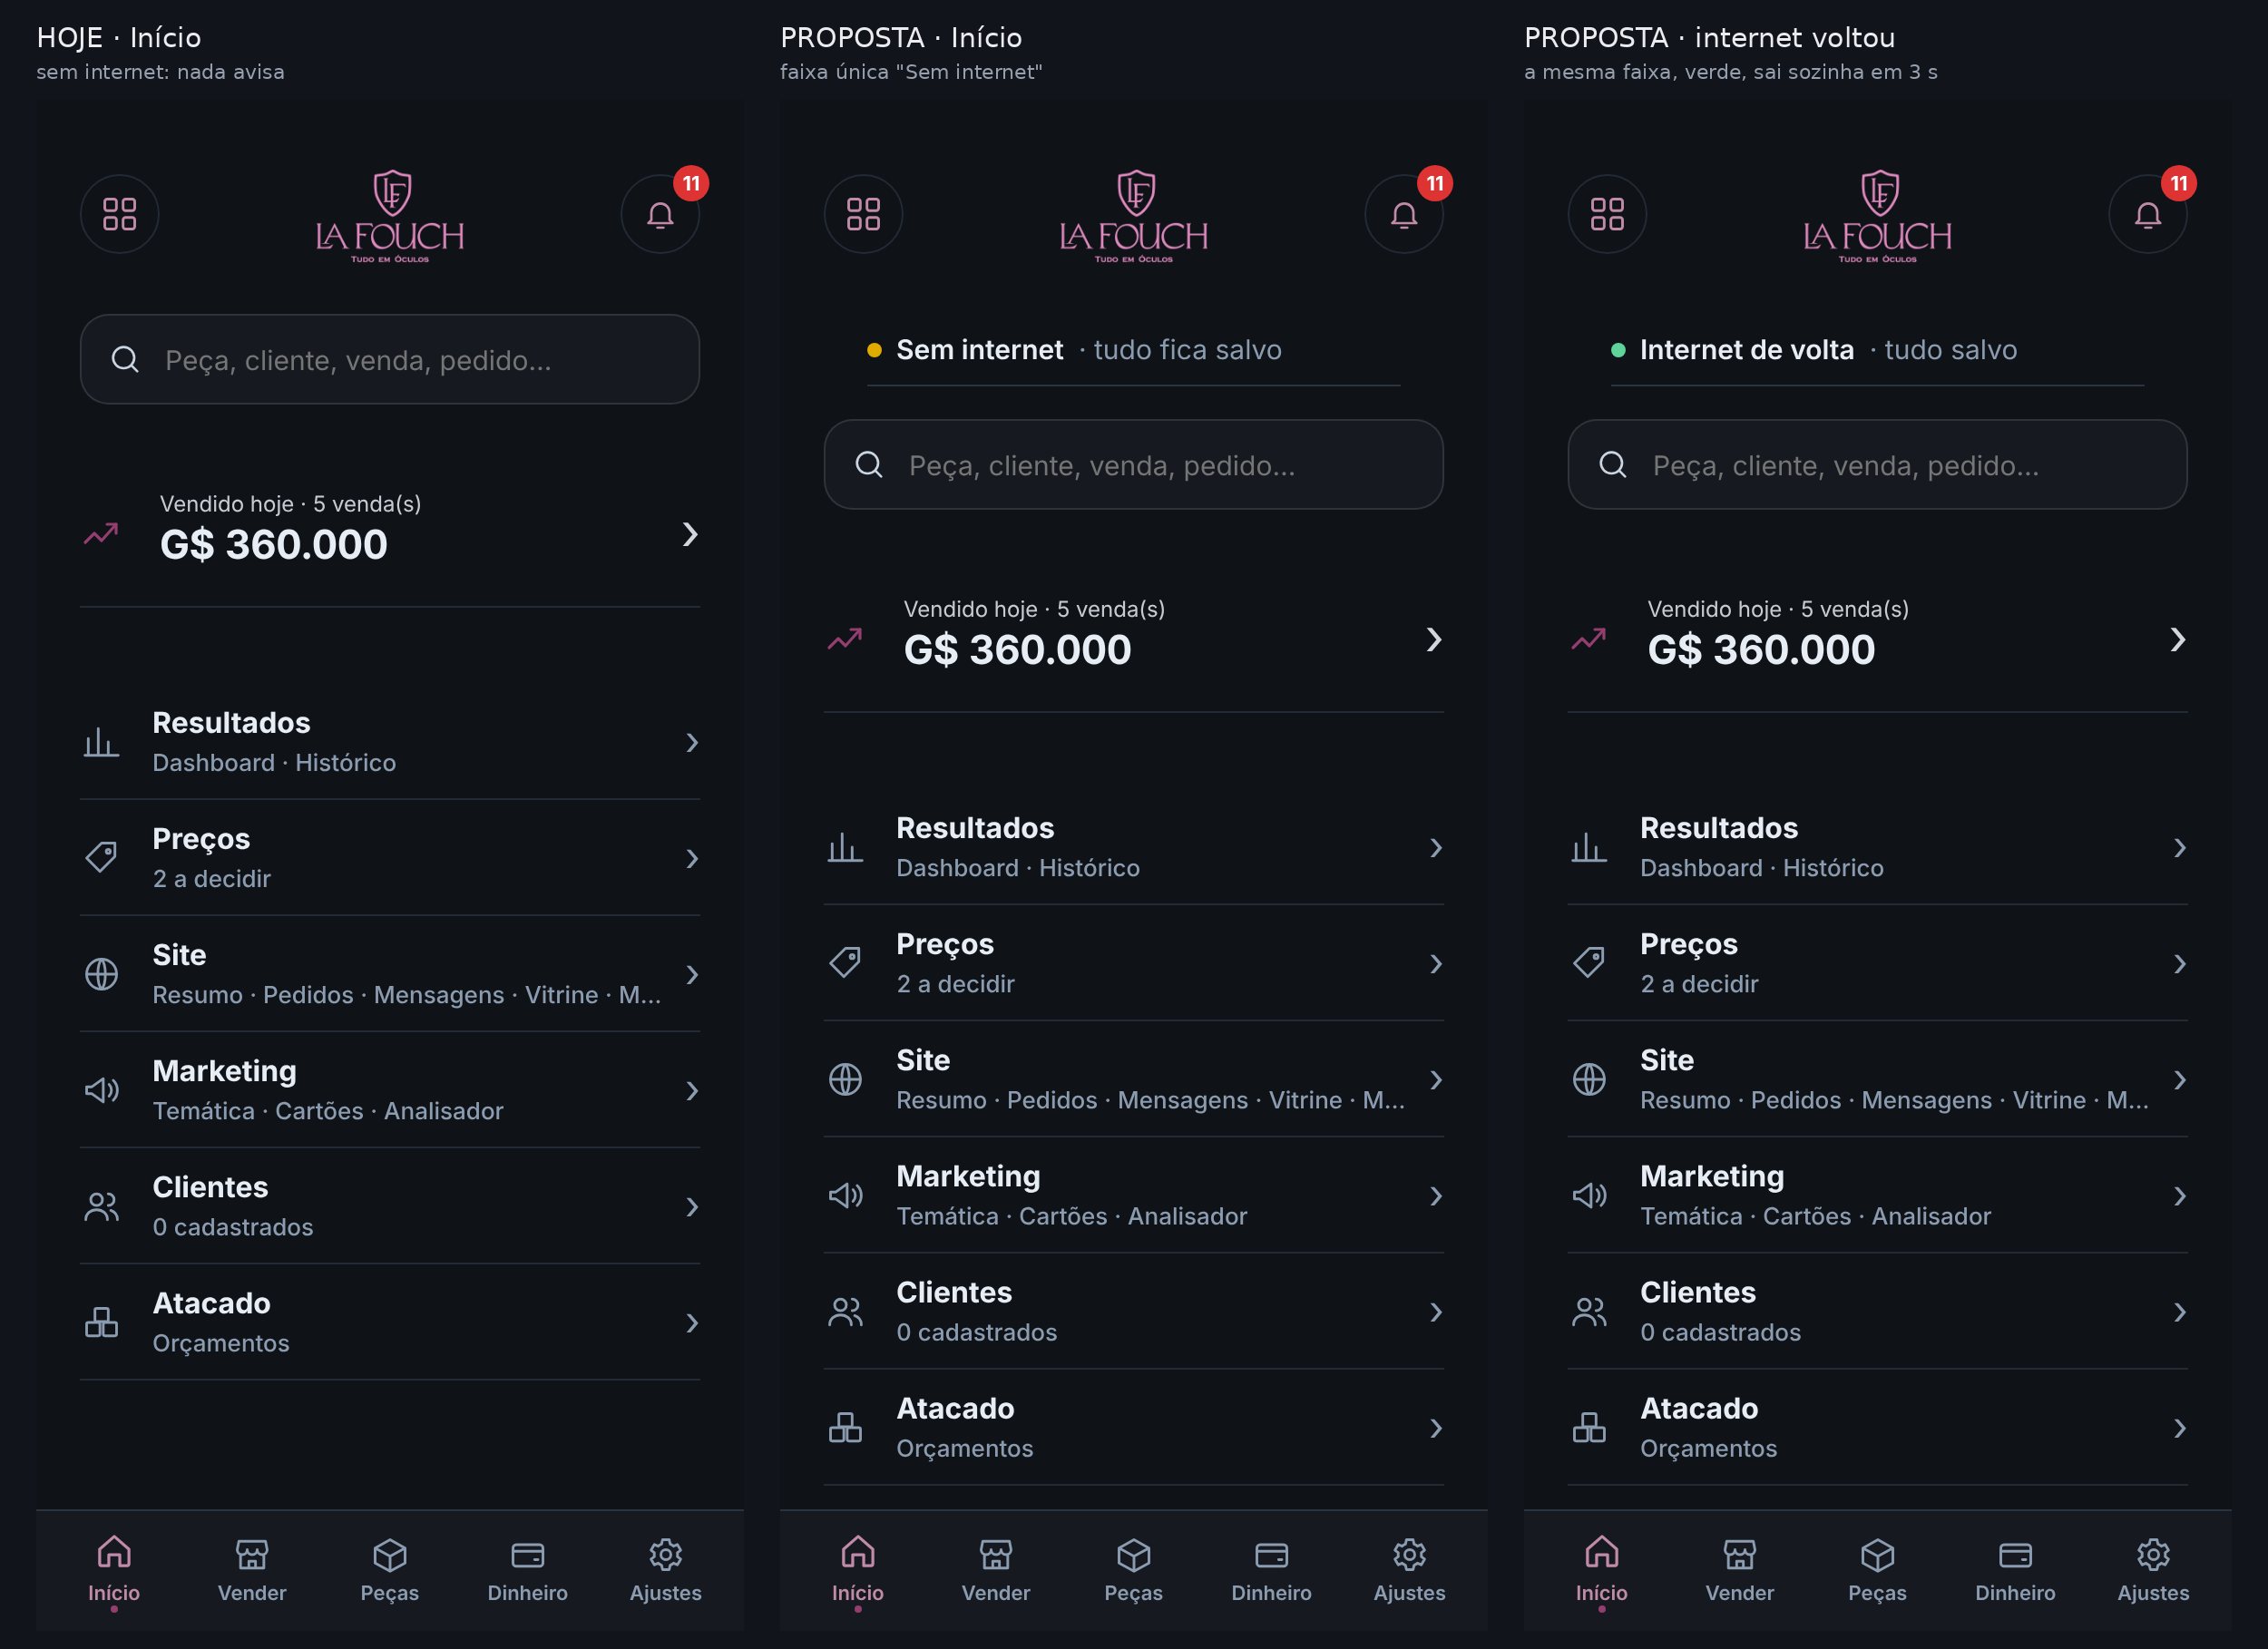 HOJE · Início
sem internet: nada avisa
11
LF
LA FOUCH
TUDO EM ÓCULOS
Peça, cliente, venda, pedido...
Vendido hoje · 5 venda(s)
G$ 360.000
Resultados
Dashboard · Histórico
Preços
2 a decidir
Site
Resumo · Pedidos · Mensagens · Vitrine · M...
Marketing
Temática · Cartões · Analisador
Clientes
0 cadastrados
Atacado
Orçamentos
Início
Vender
Peças
Dinheiro
Ajustes
PROPOSTA · Início
faixa única "Sem internet"
11
LF
LA FOUCH
TUDO EM ÓCULOS
Sem internet · tudo fica salvo
Peça, cliente, venda, pedido...
Vendido hoje · 5 venda(s)
G$ 360.000
Resultados
Dashboard · Histórico
Preços
2 a decidir
Site
Resumo · Pedidos · Mensagens · Vitrine · M...
Marketing
Temática · Cartões · Analisador
Clientes
0 cadastrados
Atacado
Orçamentos
Início
Vender
Peças
Dinheiro
Ajustes
PROPOSTA · internet voltou
a mesma faixa, verde, sai sozinha em 3 s
11
LF
LA FOUCH
TUDO EM ÓCULOS
Internet de volta · tudo salvo
Peça, cliente, venda, pedido...
Vendido hoje · 5 venda(s)
G$ 360.000
Resultados
Dashboard · Histórico
Preços
2 a decidir
Site
Resumo · Pedidos · Mensagens · Vitrine · M...
Marketing
Temática · Cartões · Analisador
Clientes
0 cadastrados
Atacado
Orçamentos
Início
Vender
Peças
Dinheiro
Ajustes